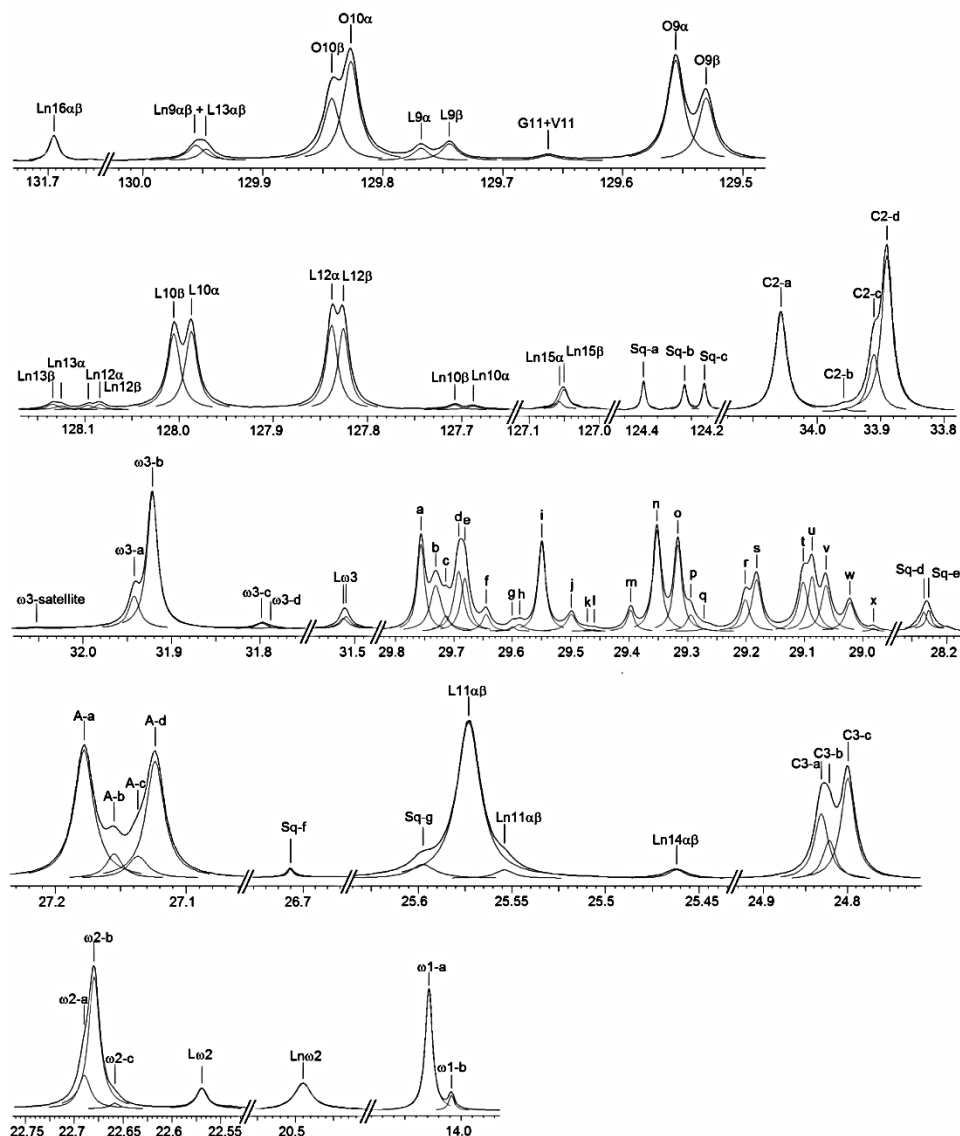 O10α
O10β
O9α
O9β
Ln16αβ
Ln9αβ + L13αβ
L9α
L9β
G11+V11
131.7
130.0
129.9
129.8
129.7
129.6
129.5
C2-d
L10β
L10α
L12α
L12β
C2-a
C2-c
Ln13β
Ln13α
Ln12α
Ln12β
Ln10β
Ln10α
Ln15α
Ln15β
Sq-a
Sq-b
Sq-c
C2-b
128.1
128.0
127.9
127.8
127.7
127.1
127.0
124.4
124.2
34.0
33.9
33.8
ω3-b
ω3-a
ω3-satellite
ω3-c
ω3-d
Lω3
a
b
c
d
e
f
g
h
i
j
k
l
m
n
o
p
q
r
s
t
u
v
w
x
Sq-d
Sq-e
32.0
31.9
31.8
31.5
29.8
29.7
29.6
29.5
29.4
29.3
29.2
29.1
29.0
28.2
A-a
A-b
A-c
A-d
Sq-f
Sq-g
L11αβ
Ln11αβ
Ln14αβ
C3-a
C3-b
C3-c
27.2
27.1
26.7
25.6
25.55
25.5
25.45
24.9
24.8
ω2-b
ω2-a
ω2-c
Lω2
Lnω2
ω1-a
ω1-b
22.75
22.7
22.65
22.6
22.55
20.5
14.0